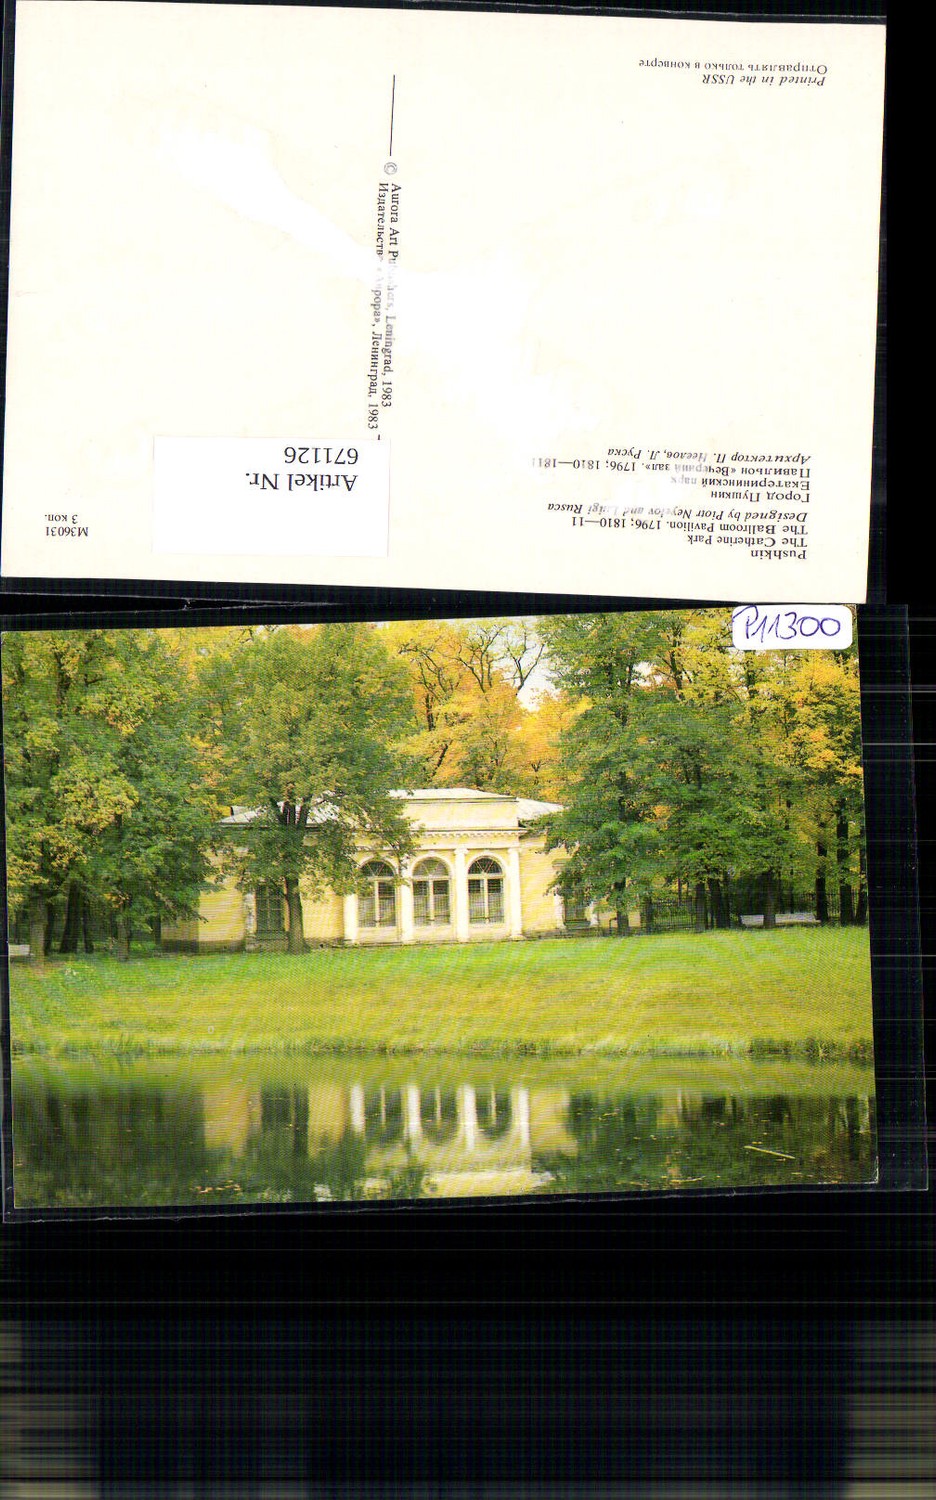 Pushkin
The Catherine Park
The Ballroom Pavilion. 1796; 1810—11
Designed by Piotr Neyelov and Luigi Rusca
Город Пушкин
Екатерининский парк
Павильон «Вечерний зал». 1796; 1810—1811
Архитектор П. Неелов, Л. Руска
© Aurora Art Publishers, Leningrad, 1983
Издательство «Аврора», Ленинград, 1983
Printed in the USSR
Отправлять только в конверте
М36031
3 коп.
Artikel Nr.
671126
P11300